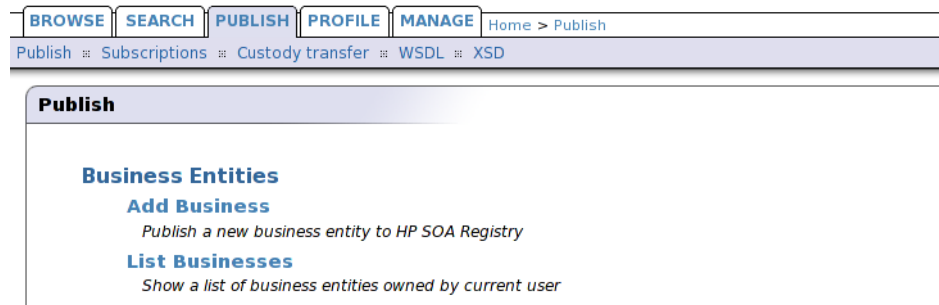 BROWSE SEARCH PUBLISH PROFILE MANAGE Home > Publish
Publish Subscriptions Custody transfer WSDL XSD
Publish
Business Entities
Add Business
Publish a new business entity to HP SOA Registry
List Businesses
Show a list of business entities owned by current user